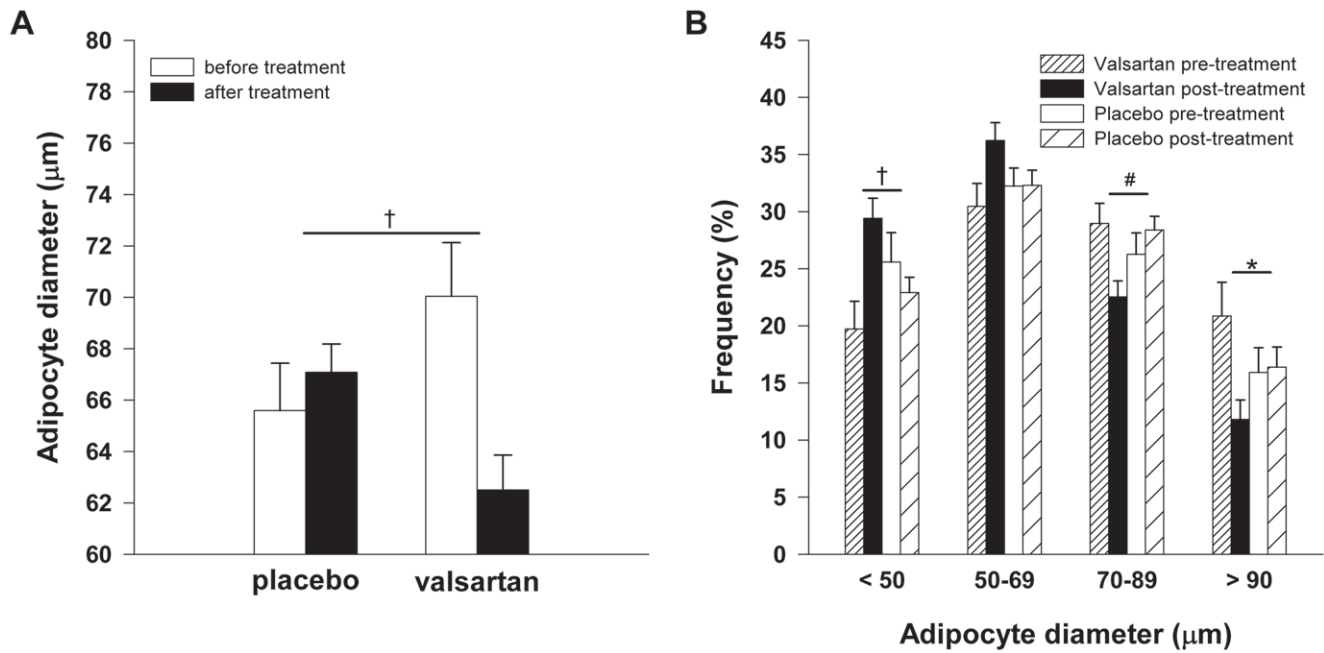 A
80
78
76
74
72
70
68
66
64
62
60
Adipocyte diameter (μm)
before treatment
after treatment
†
placebo
valsartan
B
45
40
35
30
25
20
15
10
5
0
Frequency (%)
Valsartan pre-treatment
Valsartan post-treatment
Placebo pre-treatment
Placebo post-treatment
†
#
*
< 50
50-69
70-89
> 90
Adipocyte diameter (μm)